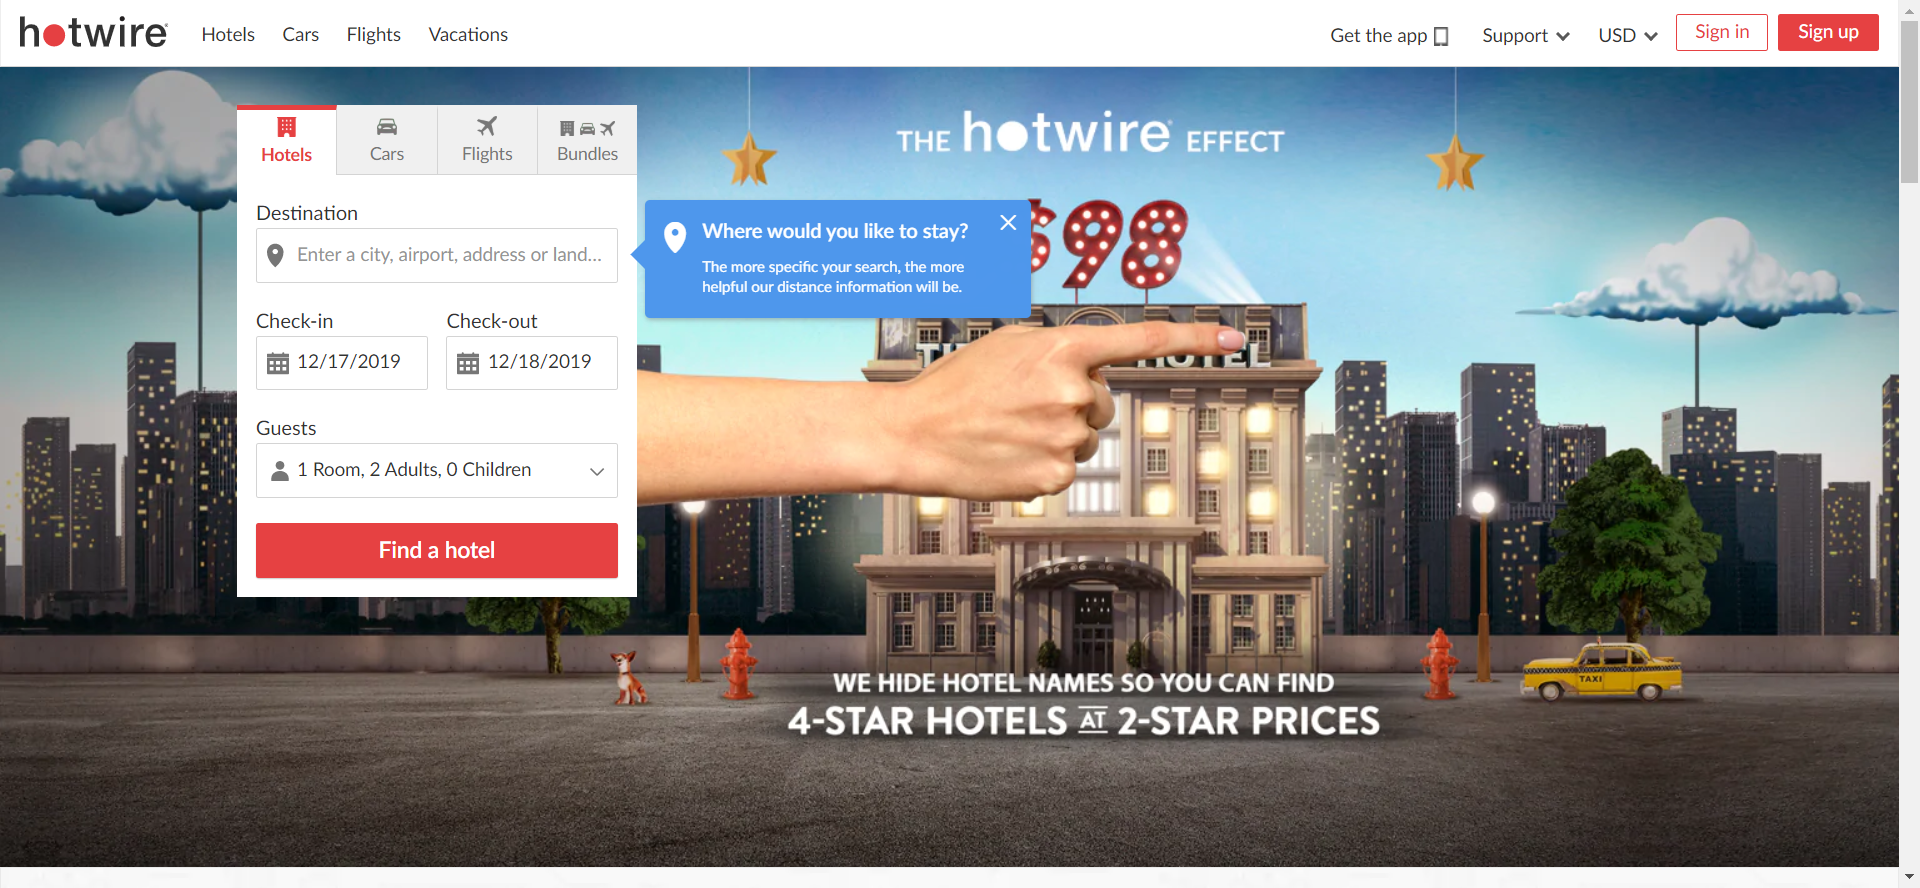 hotwire
Hotels Cars Flights Vacations
Get the app Support USD Sign in Sign up
Hotels Cars Flights Bundles
Destination
Enter a city, airport, address or land...
Check-in Check-out
12/17/2019 12/18/2019
Guests
1 Room, 2 Adults, 0 Children
Find a hotel
Where would you like to stay?
The more specific your search, the more
helpful our distance information will be.
THE hotwire EFFECT
$98
HOTEL
TAXI
WE HIDE HOTEL NAMES SO YOU CAN FIND
4-STAR HOTELS AT 2-STAR PRICES